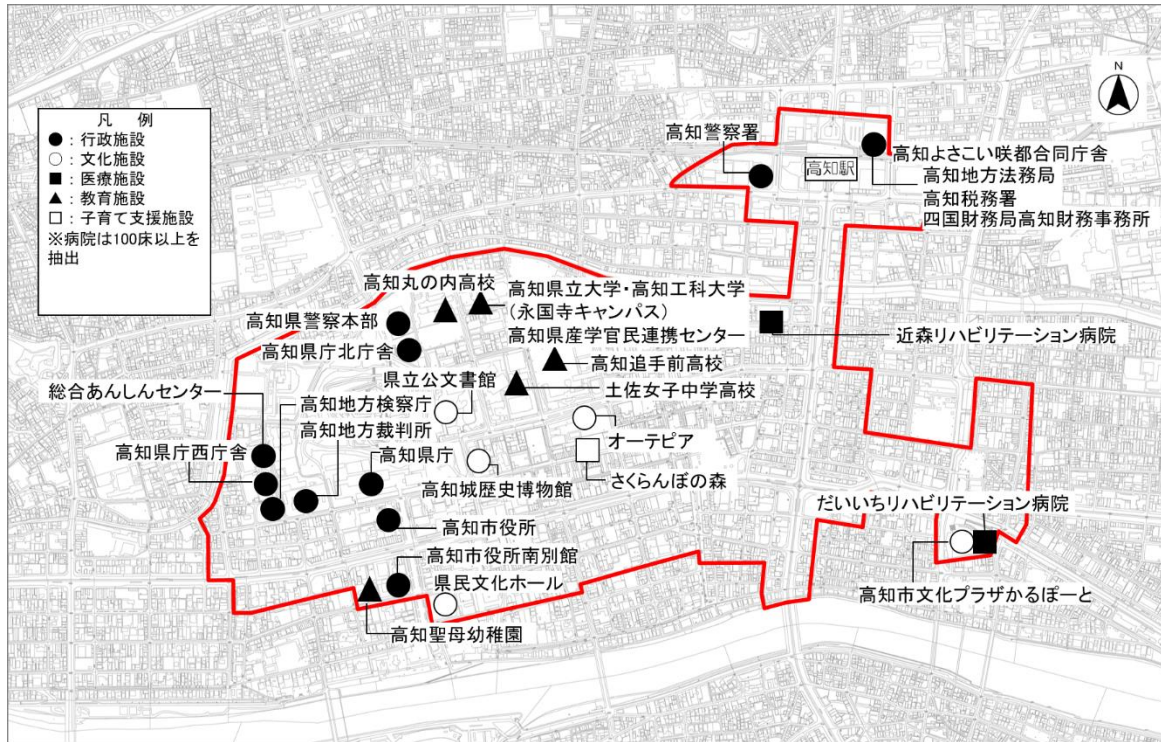 凡 例
●：行政施設
○：文化施設
■：医療施設
▲：教育施設
□：子育て支援施設
※病院は100床以上を
抽出
N
高知警察署
高知駅
高知よさこい咲都合同庁舎
高知地方法務局
高知税務署
四国財務局高知財務事務所
高知丸の内高校
高知県立大学・高知工科大学
（永国寺キャンパス）
高知県産学官民連携センター
高知県警察本部
高知県庁北庁舎
近森リハビリテーション病院
高知追手前高校
県立公文書館
土佐女子中学高校
総合あんしんセンター
高知地方検察庁
高知地方裁判所
オーテピア
高知県庁西庁舎
高知県庁
高知城歴史博物館
さくらんぼの森
だいいちリハビリテーション病院
高知市役所
高知市役所南別館
県民文化ホール
高知市文化プラザかるぽーと
高知聖母幼稚園